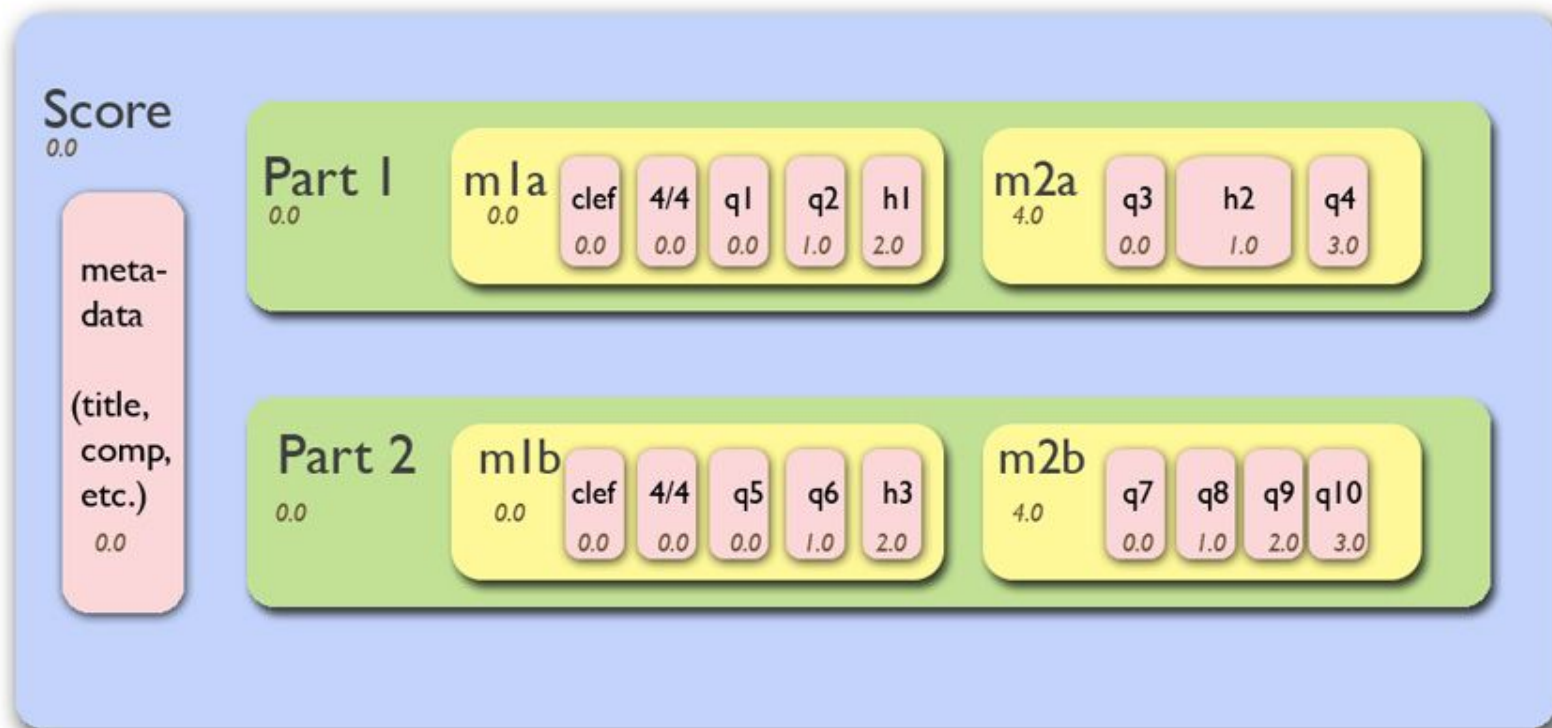 Score
0.0
meta-
data
(title,
comp,
etc.)
0.0
Part 1
0.0
m1a
0.0
clef 4/4 q1 q2 h1
0.0 0.0 0.0 1.0 2.0
m2a
4.0
q3 h2 q4
0.0 1.0 3.0
Part 2
0.0
m1b
0.0
clef 4/4 q5 q6 h3
0.0 0.0 0.0 1.0 2.0
m2b
4.0
q7 q8 q9 q10
0.0 1.0 2.0 3.0